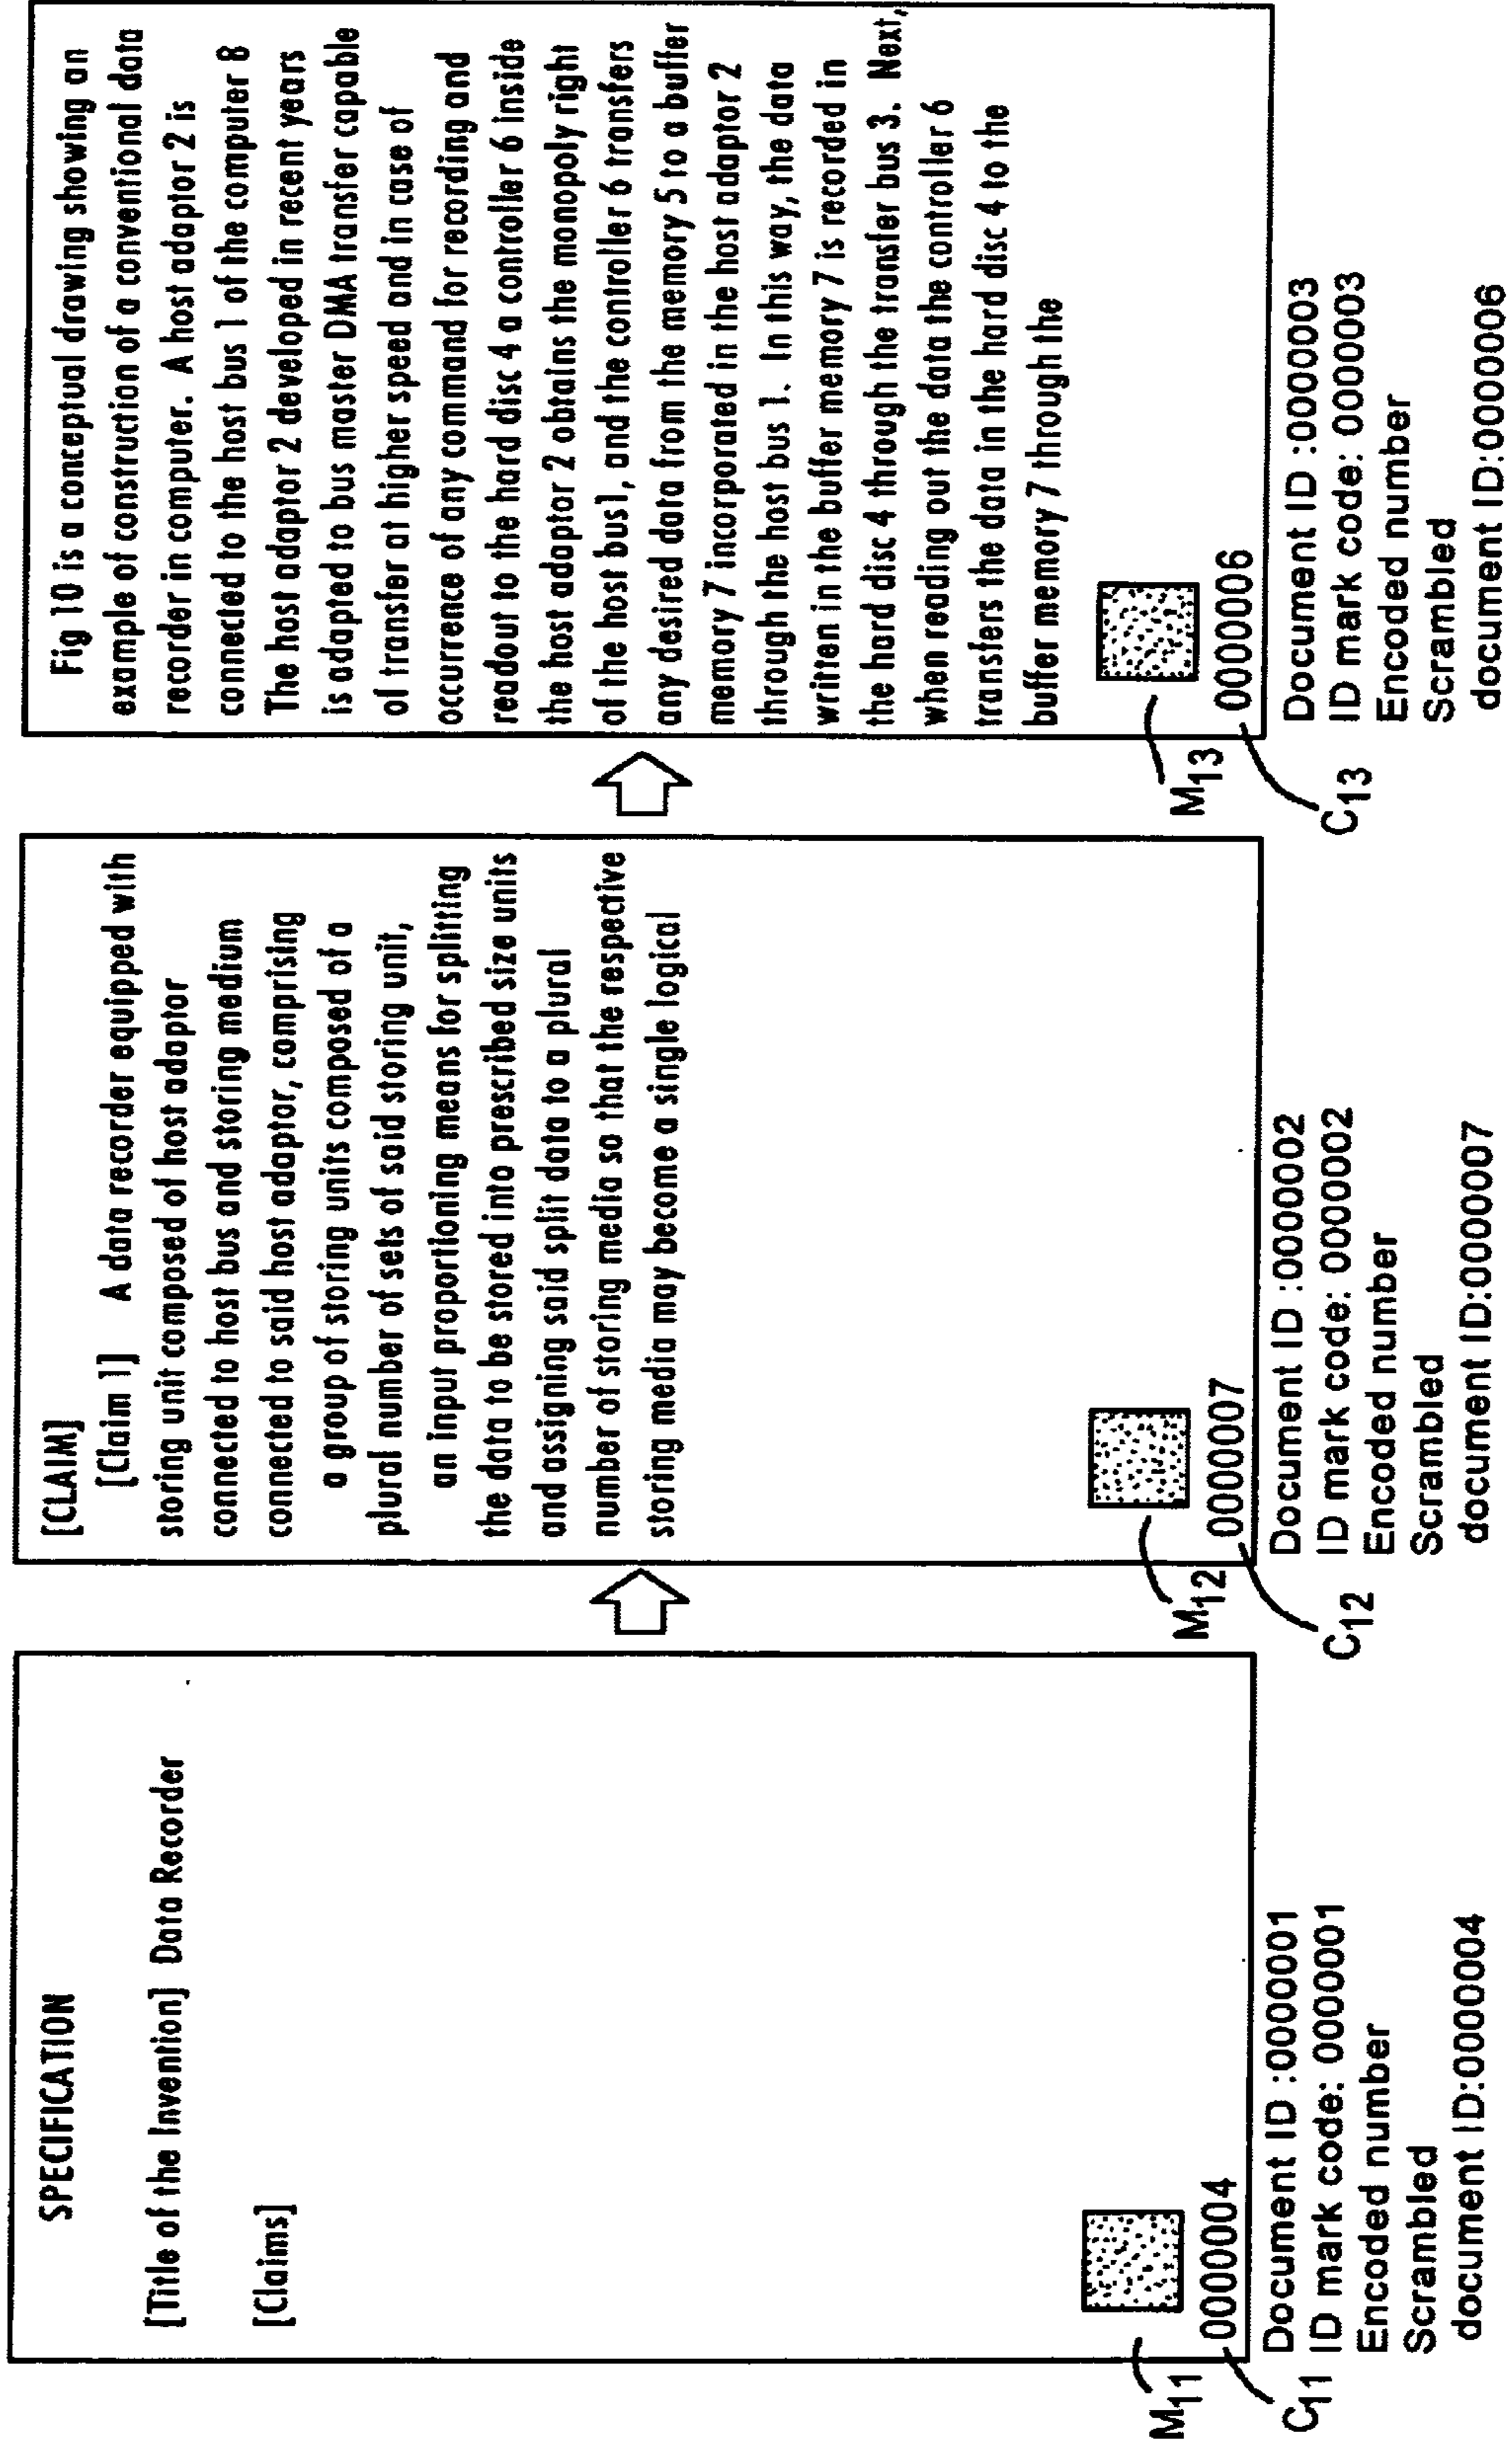 SPECIFICATION
[Title of the Invention] Data Recorder
[Claims]
0000004
M11
C11
Document ID :0000001
ID mark code: 0000001
Encoded number
Scrambled
document ID:0000004
[CLAIM]
[Claim 1] A data recorder equipped with
storing unit composed of host adaptor
connected to host bus and storing medium
connected to said host adaptor, comprising
a group of storing units composed of a
plural number of sets of said storing unit,
an input proportioning means for splitting
the data to be stored into prescribed size units
and assigning said split data to a plural
number of storing media so that the respective
storing media may become a single logical
0000007
M12
C12
Document ID :0000002
ID mark code: 0000002
Encoded number
Scrambled
document ID:0000007
Fig 10 is a conceptual drawing showing an
example of construction of a conventional data
recorder in computer. A host adaptor 2 is
connected to the host bus 1 of the computer 8
The host adaptor 2 developed in recent years
is adapted to bus master DMA transfer capable
of transfer at higher speed and in case of
occurrence of any command for recording and
readout to the hard disc 4 a controller 6 inside
the host adaptor 2 obtains the monopoly right
of the host bus1, and the controller 6 transfers
any desired data from the memory 5 to a buffer
memory 7 incorporated in the host adaptor 2
through the host bus 1. In this way, the data
written in the buffer memory 7 is recorded in
the hard disc 4 through the transfer bus 3. Next,
when reading out the data the controller 6
transfers the data in the hard disc 4 to the
buffer memory 7 through the
0000006
M13
C13
Document ID :0000003
ID mark code: 0000003
Encoded number
Scrambled
document ID:0000006